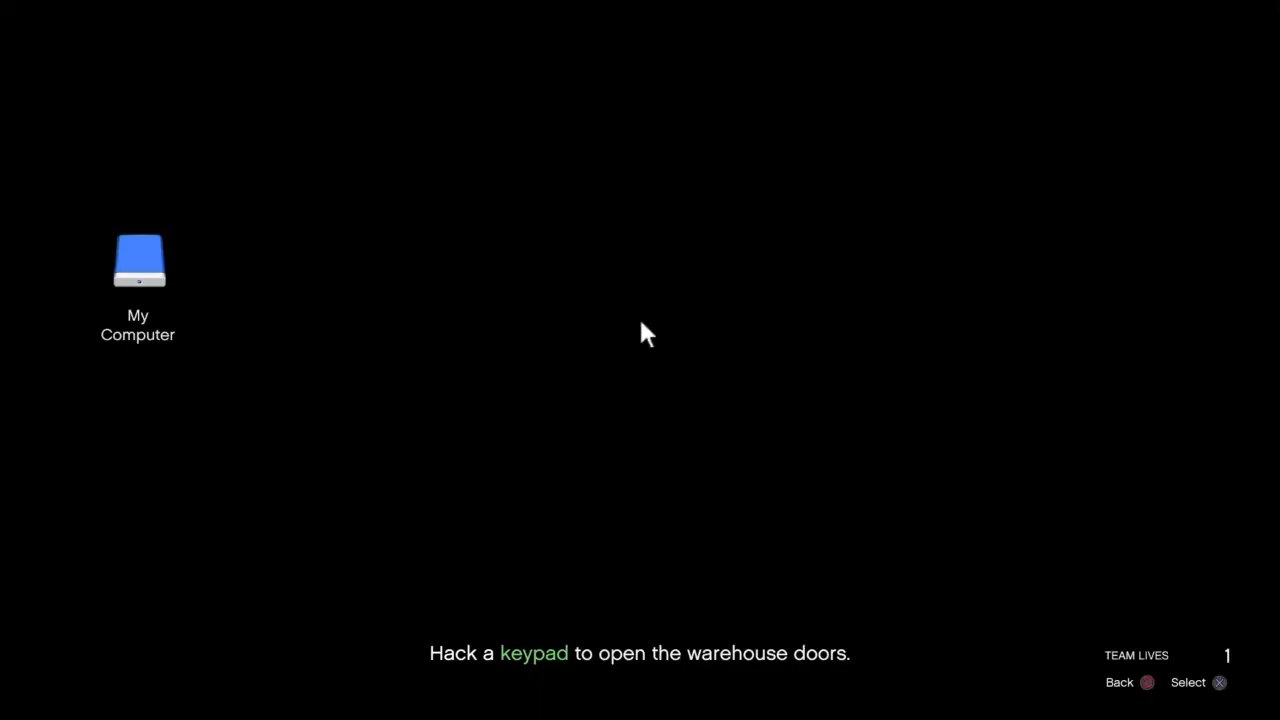 My
Computer
Hack a keypad to open the warehouse doors.
TEAM LIVES 1
Back Select